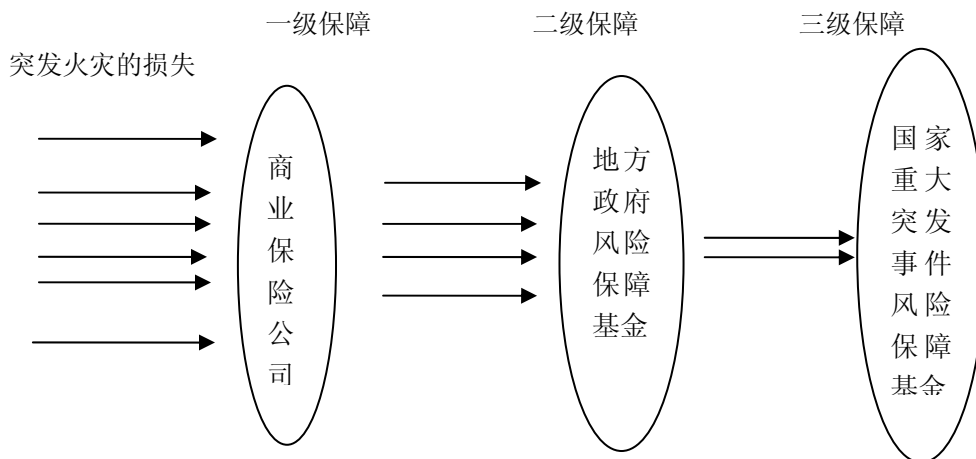 一级保障
二级保障
三级保障
突发火灾的损失
商
业
保
险
公
司
地方
政府
风险
保障
基金
国家
重大
突发
事件
风险
保障
基金